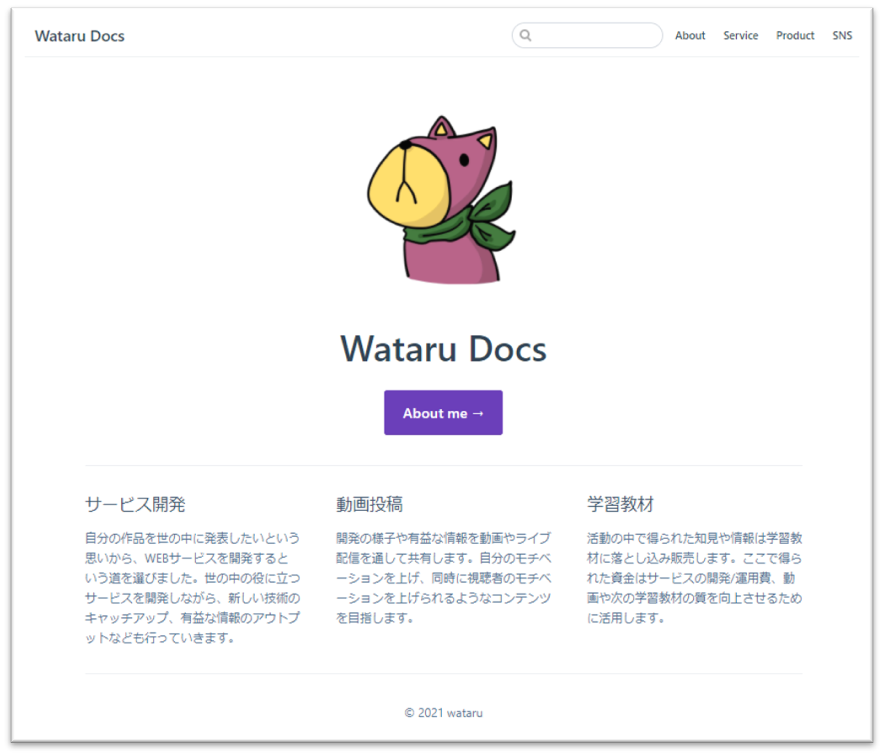 Wataru Docs
About Service Product SNS
Wataru Docs
About me →
サービス開発
自分の作品を世の中に発表したいという
思いから、WEBサービスを開発すると
いう道を選びました。世の中の役に立つ
サービスを開発しながら、新しい技術の
キャッチアップ、有益な情報のアウトプ
ットなども行っていきます。
動画投稿
開発の様子や有益な情報を動画やライブ
配信を通して共有します。自分のモチベ
ーションを上げ、同時に視聴者のモチベ
ーションを上げられるようなコンテンツ
を目指します。
学習教材
活動の中で得られた知見や情報は学習教
材に落とし込み販売します。ここで得ら
れた資金はサービスの開発/運用費、動
画や次の学習教材の質を向上させるため
に活用します。
© 2021 wataru